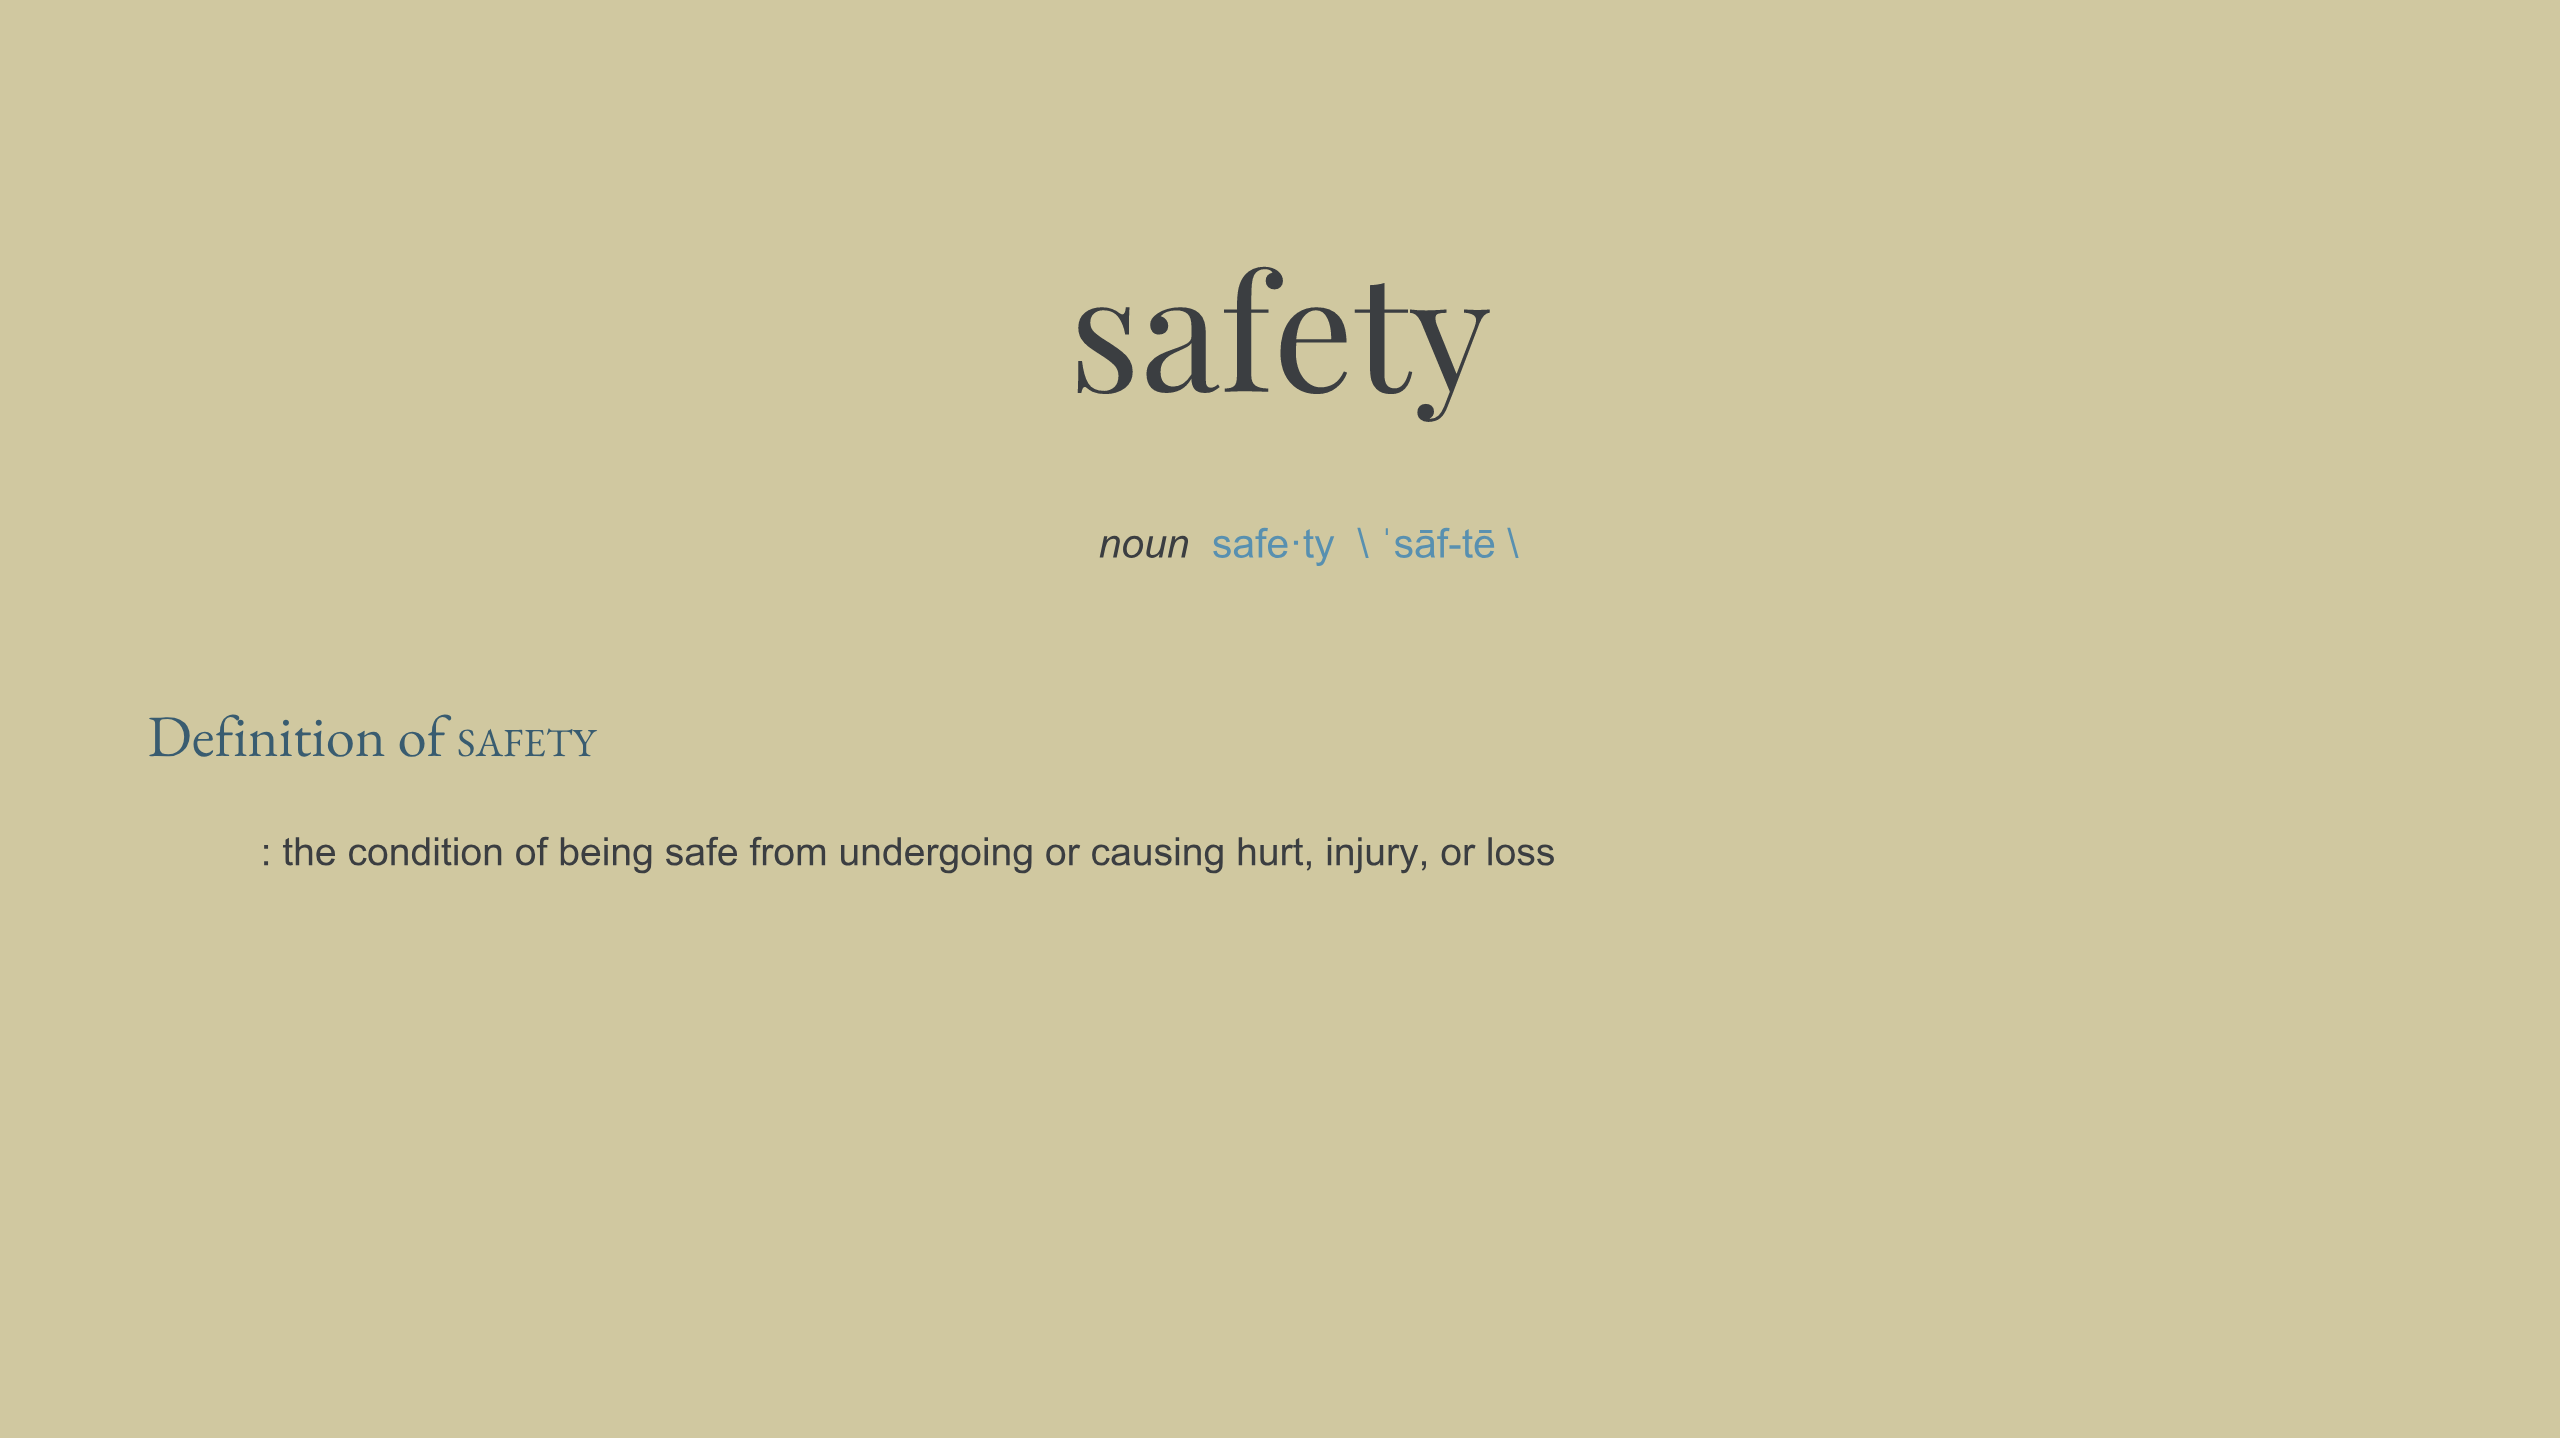 safety
noun safe·ty \ ˈsāf-tē \
Definition of SAFETY
: the condition of being safe from undergoing or causing hurt, injury, or loss